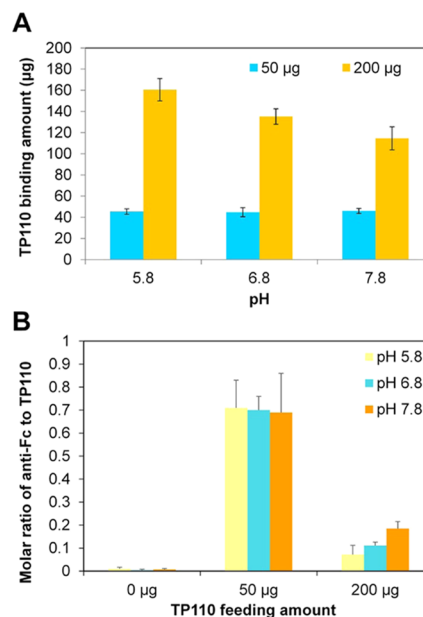 A
TP110 binding amount (µg)
200
180
160
140
120
100
80
60
40
20
0
50 µg
200 µg
5.8
6.8
7.8
pH
B
Molar ratio of anti-Fc to TP110
1
0.9
0.8
0.7
0.6
0.5
0.4
0.3
0.2
0.1
0
pH 5.8
pH 6.8
pH 7.8
0 µg
50 µg
200 µg
TP110 feeding amount